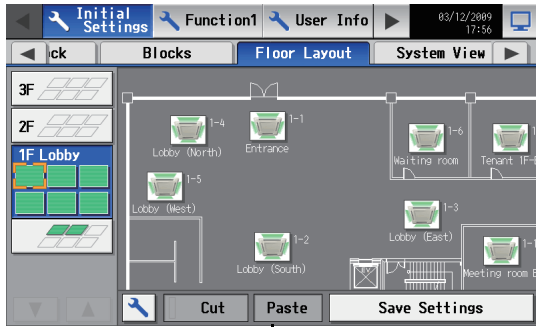 Initial
Settings
Function1
User Info
03/12/2009
17:56
ck
Blocks
Floor Layout
System View
3F
2F
1F Lobby
1-4
Lobby (North)
1-1
Entrance
1-6
Waiting room
Tenant 1F-
1-5
Lobby (West)
1-3
Lobby (East)
1-2
Lobby (South)
EV
Meeting room
Cut
Paste
Save Settings